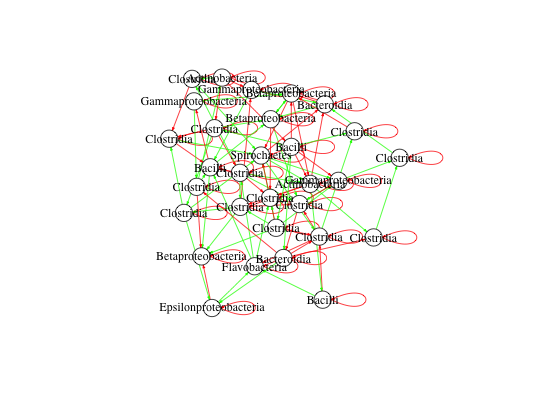 Clostridia
Actinobacteria
Gammaproteobacteria
Betaproteobacteria
Gammaproteobacteria
Bacteroidia
Betaproteobacteria
Clostridia
Clostridia
Clostridia
Bacilli
Spirochaetes
Clostridia
Bacilli
Clostridia
Gammaproteobacteria
Actinobacteria
Clostridia
Clostridia
Clostridia
Clostridia
Clostridia
Clostridia
Clostridia
Clostridia
Betaproteobacteria
Bacteroidia
Flavobacteria
Bacilli
Epsilonproteobacteria